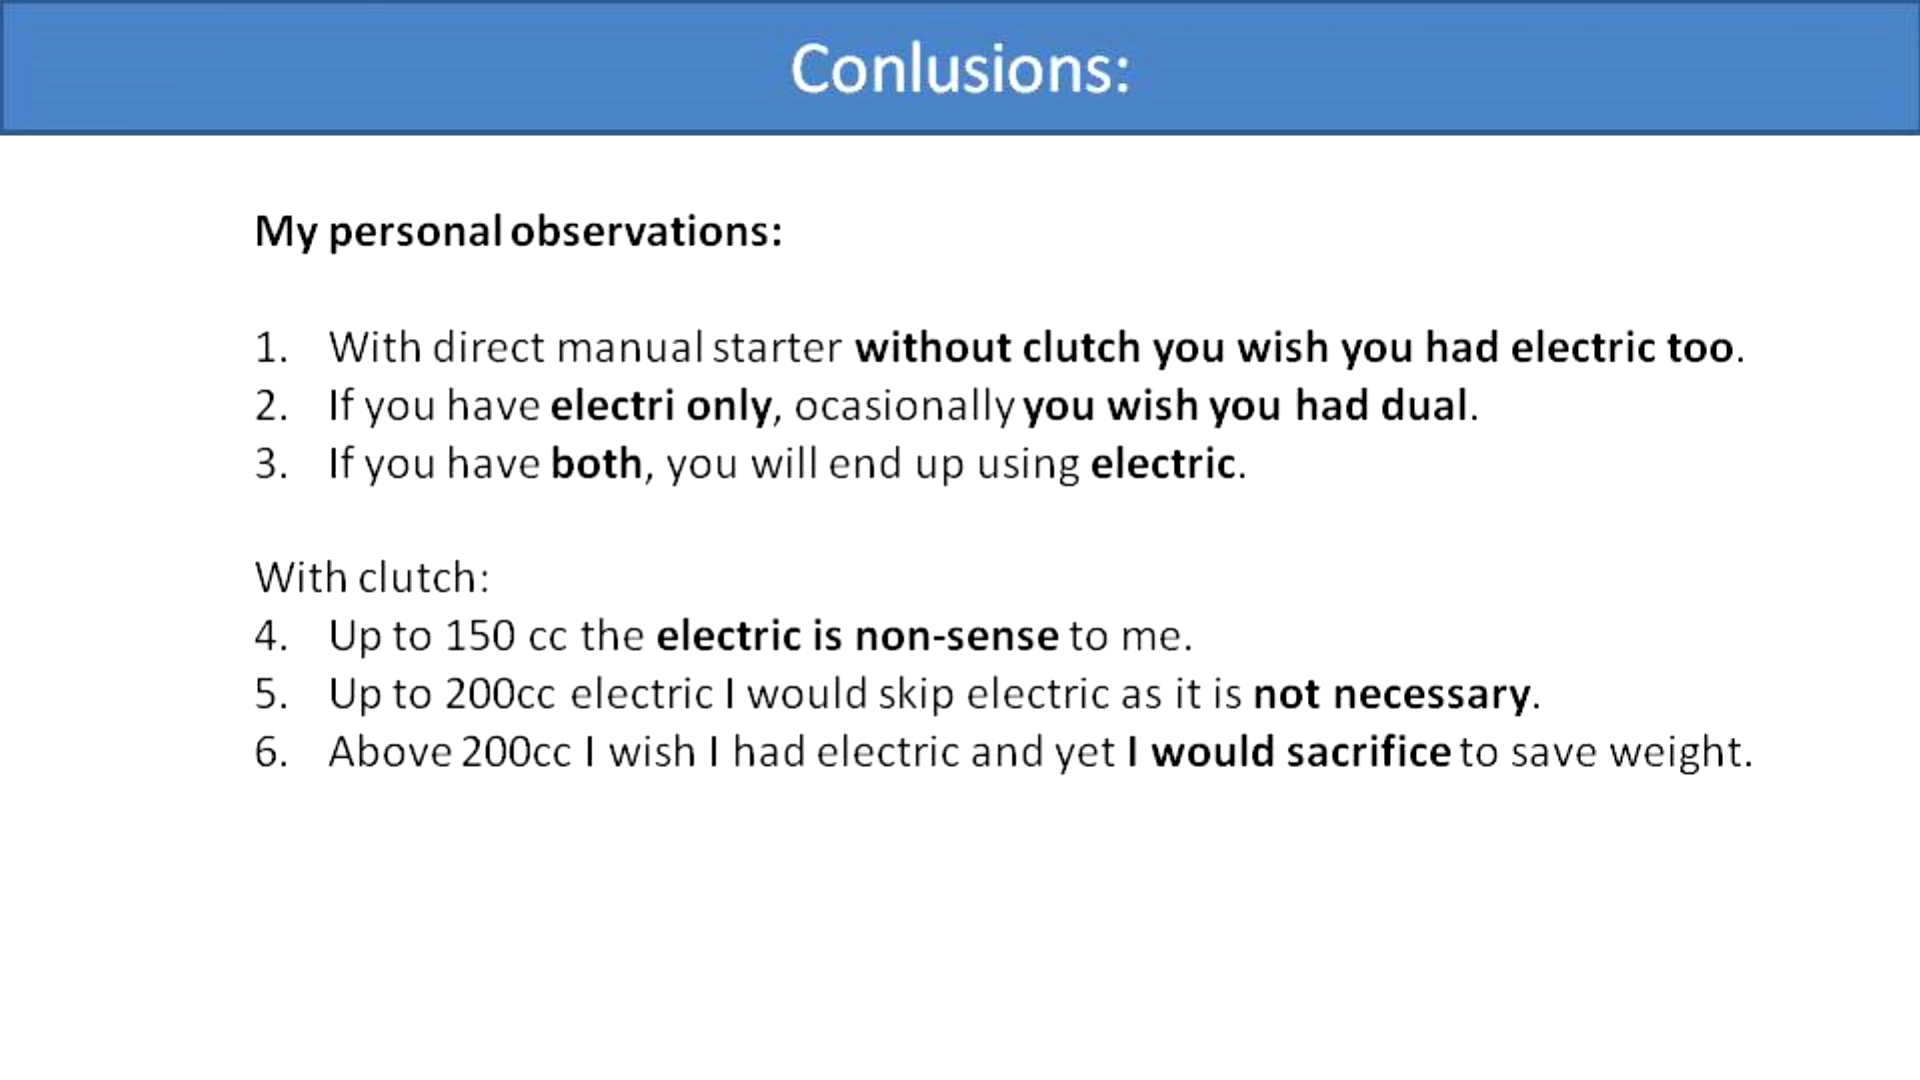 Conlusions:
My personal observations:
1. With direct manual starter without clutch you wish you had electric too.
2. If you have electri only, ocasionally you wish you had dual.
3. If you have both, you will end up using electric.
With clutch:
4. Up to 150 cc the electric is non-sense to me.
5. Up to 200cc electric I would skip electric as it is not necessary.
6. Above 200cc I wish I had electric and yet I would sacrifice to save weight.